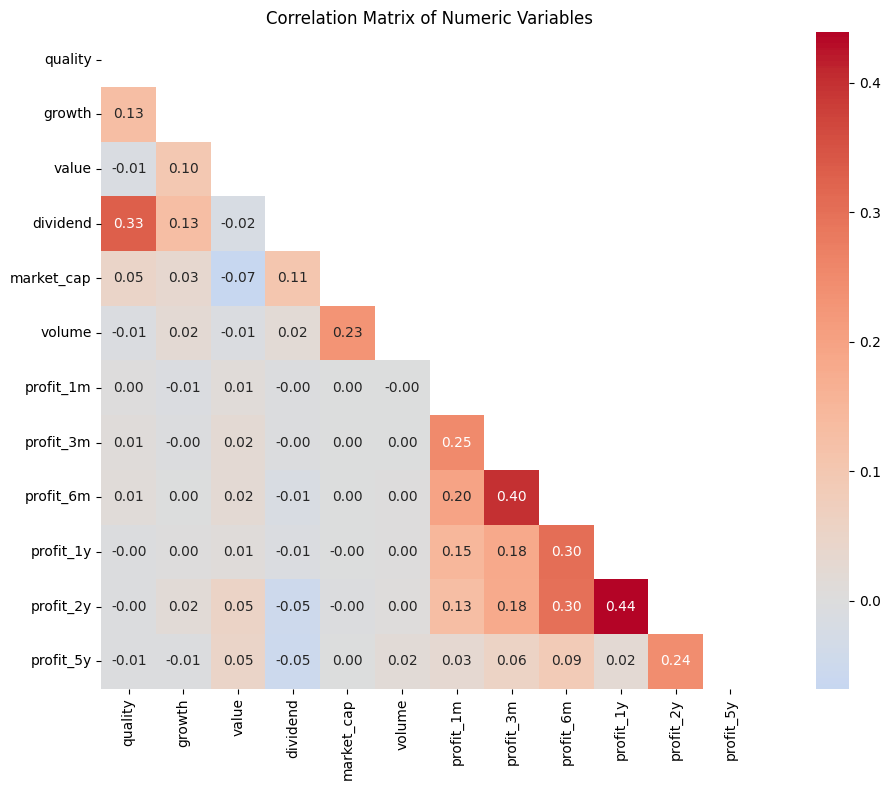 Correlation Matrix of Numeric Variables
quality
growth 0.13
value -0.01 0.10
dividend 0.33 0.13 -0.02
market_cap 0.05 0.03 -0.07 0.11
volume -0.01 0.02 -0.01 0.02 0.23
profit_1m 0.00 -0.01 0.01 -0.00 0.00 -0.00
profit_3m 0.01 -0.00 0.02 -0.00 0.00 0.00 0.25
profit_6m 0.01 0.00 0.02 -0.01 0.00 0.00 0.20 0.40
profit_1y -0.00 0.00 0.01 -0.01 -0.00 0.00 0.15 0.18 0.30
profit_2y -0.00 0.02 0.05 -0.05 -0.00 0.00 0.13 0.18 0.30 0.44
profit_5y -0.01 -0.01 0.05 -0.05 0.00 0.02 0.03 0.06 0.09 0.02 0.24
quality growth value dividend market_cap volume profit_1m profit_3m profit_6m profit_1y profit_2y profit_5y
0.4
0.3
0.2
0.1
0.0